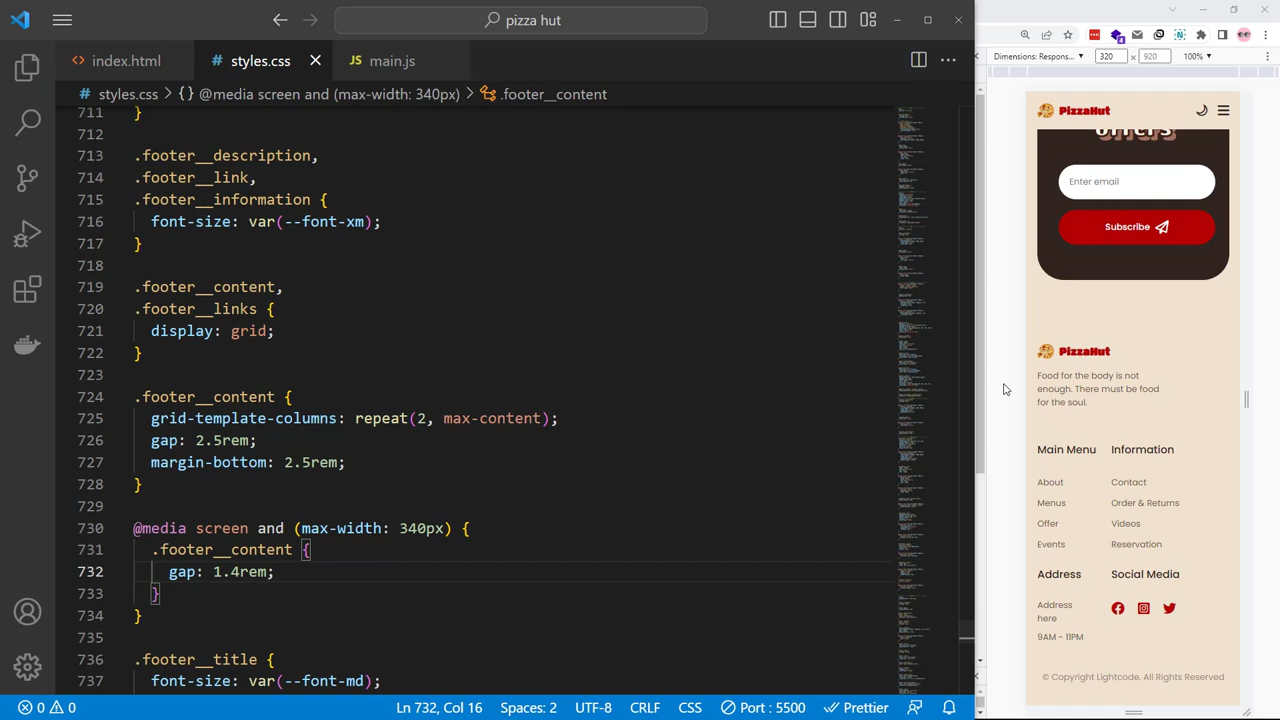 pizza hut
index.html
# styles.css
JS
# styles.css > {} @media screen and (max-width: 340px) > .footer__content
711 }
712
713 .footer__description,
714 .footer__link,
715 .footer__information {
716 font-size: var(--font-xm);
717 }
718
719 .footer__content,
720 .footer__links {
721 display: grid;
722 }
723
724 .footer__content {
725 grid-template-columns: repeat(2, max-content);
726 gap: 2rem;
727 margin-bottom: 1.5rem;
728 }
729
730 @media screen and (max-width: 340px) {
731 .footer__content {
732 gap: 1.4rem;
733 }
734 }
735
736 .footer__title {
737 font-size: var(--font-md)
0 0
Ln 732, Col 16
Spaces: 2
UTF-8
CRLF
CSS
Port : 5500
Prettier
Dimensions: Respons...
320 × 920
100%
PizzaHut
offers
Enter email
Subscribe
PizzaHut
Food for the body is not
enough. There must be food
for the soul.
Main Menu
Information
About
Contact
Menus
Order & Returns
Offer
Videos
Events
Reservation
Address
Social Media
Address
here
9AM - 11PM
© Copyright Lightcode. All Rights Reserved